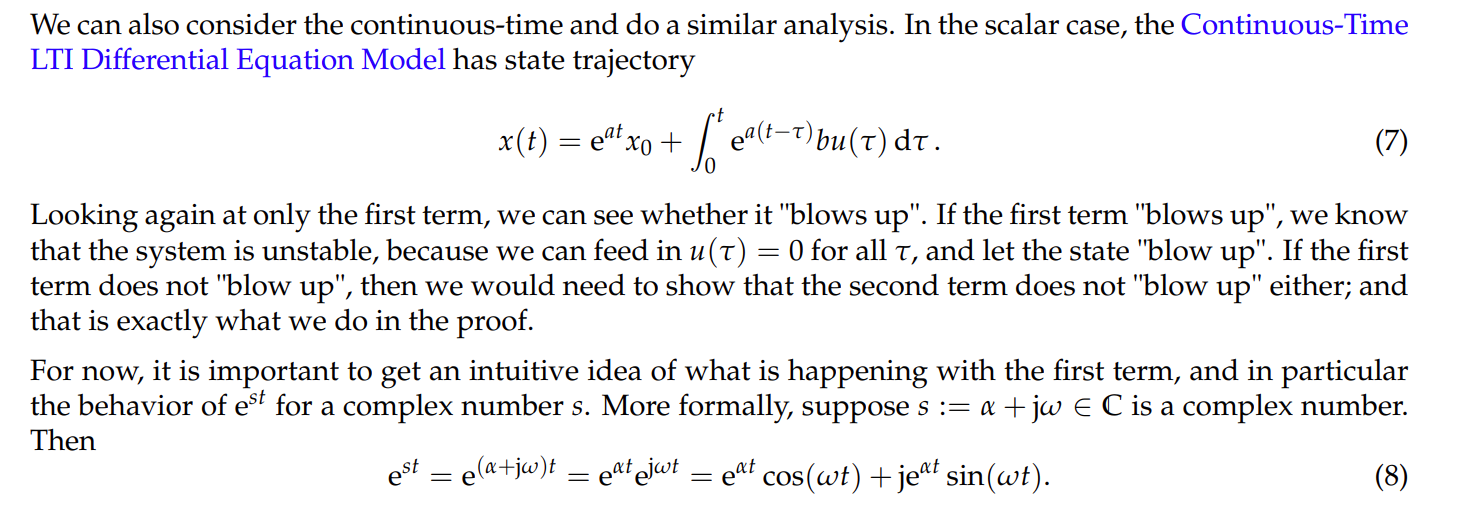 We can also consider the continuous-time and do a similar analysis. In the scalar case, the Continuous-Time
LTI Differential Equation Model has state trajectory
x(t) = e^{at} x_0 + ∫_0^t e^{a(t−τ)} bu(τ) dτ . (7)
Looking again at only the first term, we can see whether it "blows up". If the first term "blows up", we know
that the system is unstable, because we can feed in u(τ) = 0 for all τ, and let the state "blow up". If the first
term does not "blow up", then we would need to show that the second term does not "blow up" either; and
that is exactly what we do in the proof.
For now, it is important to get an intuitive idea of what is happening with the first term, and in particular
the behavior of e^{st} for a complex number s. More formally, suppose s := α + jω ∈ ℂ is a complex number.
Then
e^{st} = e^{(α+jω)t} = e^{αt} e^{jωt} = e^{αt} cos(ωt) + je^{αt} sin(ωt). (8)